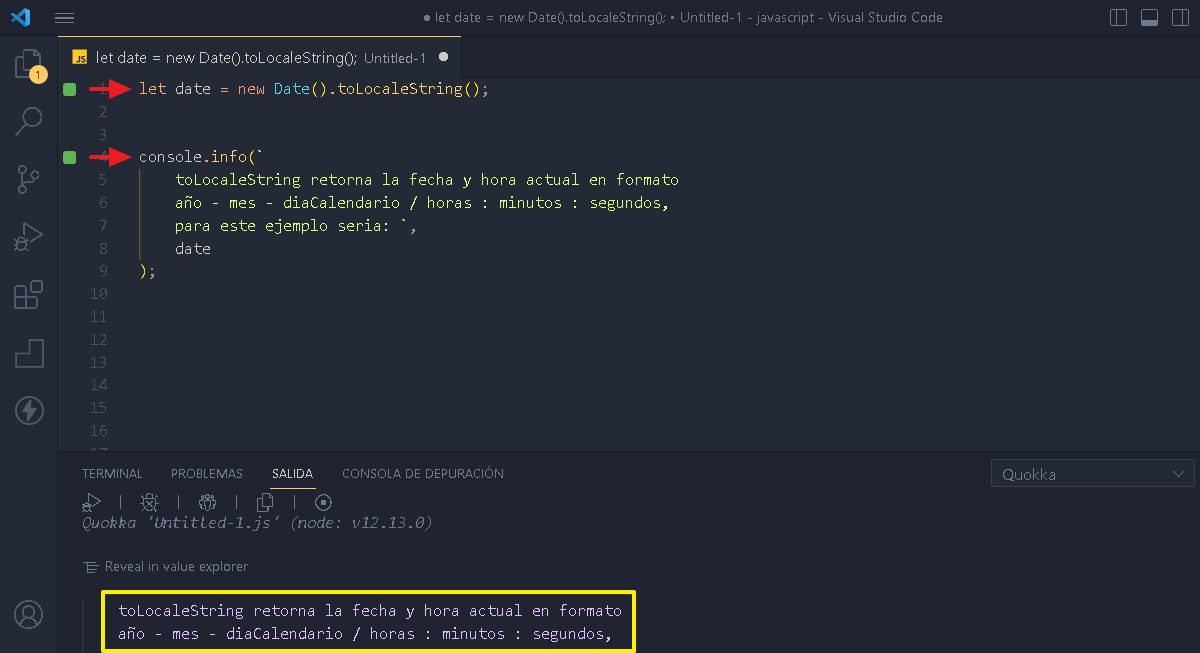 ● let date = new Date().toLocaleString(); • Untitled-1 - javascript - Visual Studio Code
JS let date = new Date().toLocaleString(); Untitled-1 ●
1
1 let date = new Date().toLocaleString();
2
3
4 console.info(`
5 toLocaleString retorna la fecha y hora actual en formato
6 año - mes - diaCalendario / horas : minutos : segundos,
7 para este ejemplo seria: `,
8 date
9 );
10
11
12
13
14
15
16
17
TERMINAL PROBLEMAS SALIDA CONSOLA DE DEPURACIÓN Quokka
Quokka 'Untitled-1.js' (node: v12.13.0)
Reveal in value explorer
toLocaleString retorna la fecha y hora actual en formato
año - mes - diaCalendario / horas : minutos : segundos,